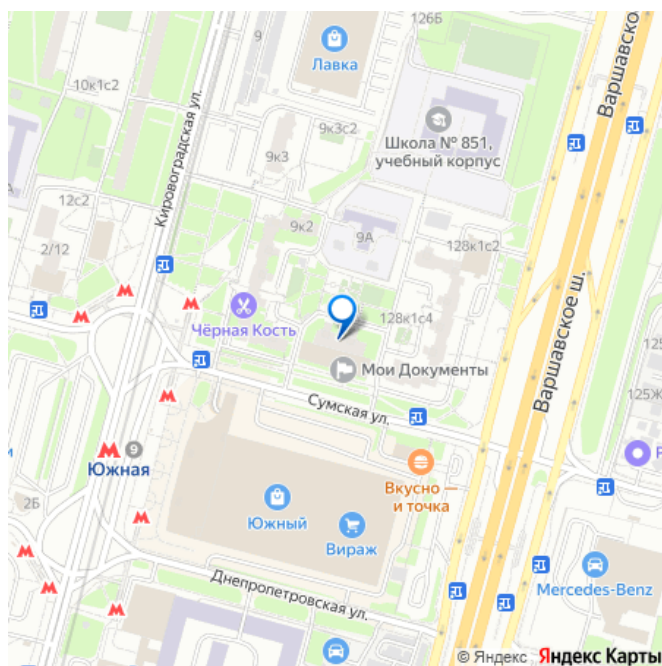 126Б
Варшавское
9
10к1с2
Лавка
Кировоградская ул.
9к3с2
Школа № 851,
учебный корпус
9к3
12с2
2/12
9к2
9А
128к1с2
Варшавское ш.
Чёрная Кость
128к1с4
125
125Ж
Мои Документы
Сумская ул.
9
Южная
и
2Б
Вкусно —
и точка
Южный
Вираж
Днепропетровская ул.
Mercedes-Benz
© Яндекс Яндекс Карты